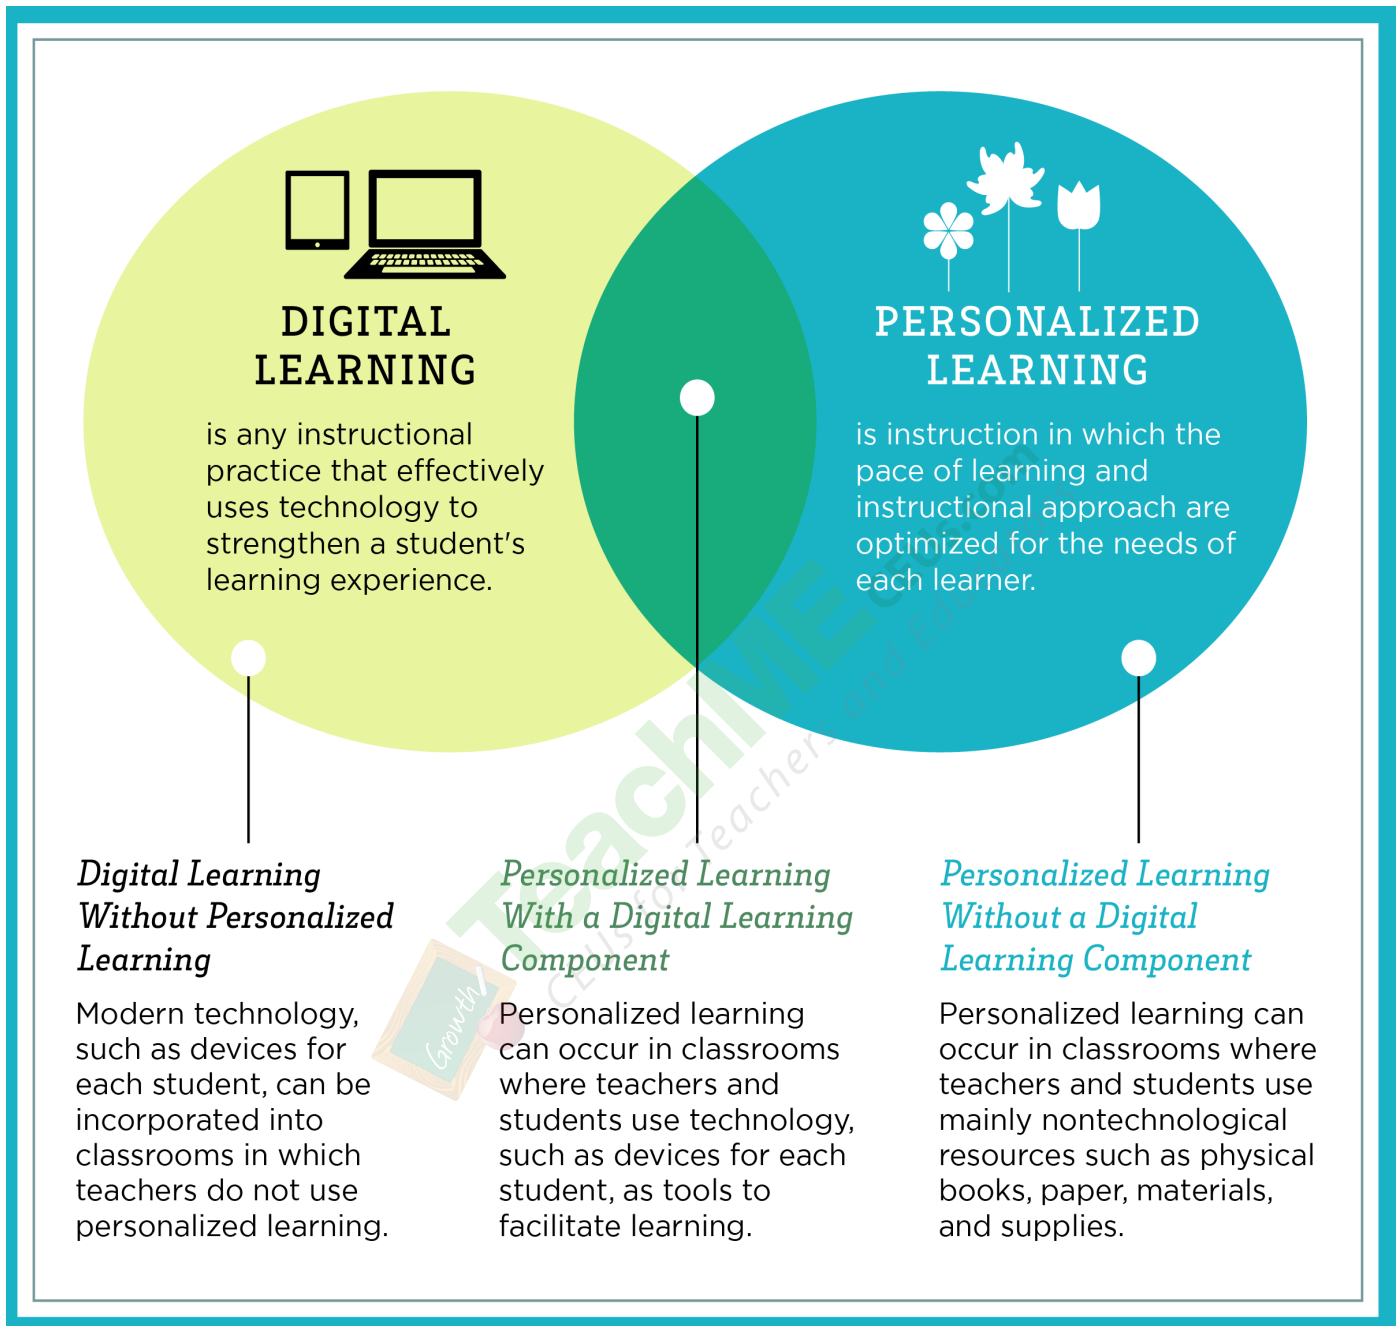 DIGITAL
LEARNING
is any instructional
practice that effectively
uses technology to
strengthen a student's
learning experience.
PERSONALIZED
LEARNING
is instruction in which the
pace of learning and
instructional approach are
optimized for the needs of
each learner.
Digital Learning
Without Personalized
Learning
Modern technology,
such as devices for
each student, can be
incorporated into
classrooms in which
teachers do not use
personalized learning.
Personalized Learning
With a Digital Learning
Component
Personalized learning
can occur in classrooms
where teachers and
students use technology,
such as devices for each
student, as tools to
facilitate learning.
Personalized Learning
Without a Digital
Learning Component
Personalized learning can
occur in classrooms where
teachers and students use
mainly nontechnological
resources such as physical
books, paper, materials,
and supplies.
TeachME CEUs.com
CEUs for Teachers and
Growth!